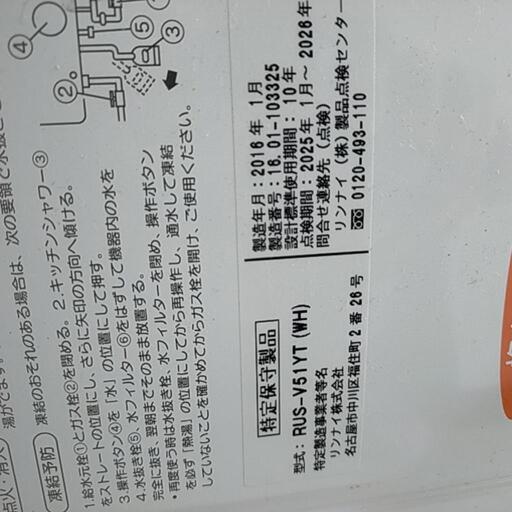 点火・消火
湯がでます。
凍結予防
凍結のおそれのある場合は、次の要領で水抜き
1.給水元栓①とガス栓②を閉める。2.キッチンシャワー③
をストレートの位置にし、さらに矢印の方向へ傾ける。
3.操作ボタン④を「水」の位置にして押す。
4.水抜き栓⑤、水フィルター⑥をはずして機器内の水を
完全に抜き、翌朝までそのまま放置する。
・再度使う時は水抜き栓、水フィルターを閉め、操作ボタン
を必ず「熱湯」の位置にしてから再操作し、通水して凍結
していないことを確かめてからガス栓を開け、ご使用ください。
④
②
⑤
③
特定保守製品
型式：RUS-V51YT(WH)
特定製造事業者等名
リンナイ株式会社
名古屋市中川区福住町2番26号
製造年月：2016年 1月
製造番号：16.01-103325
設計標準使用期間：10年
点検期間：2025年 1月～ 2026年
問合せ連絡先（点検）
リンナイ（株）製品点検センター
0120-493-110